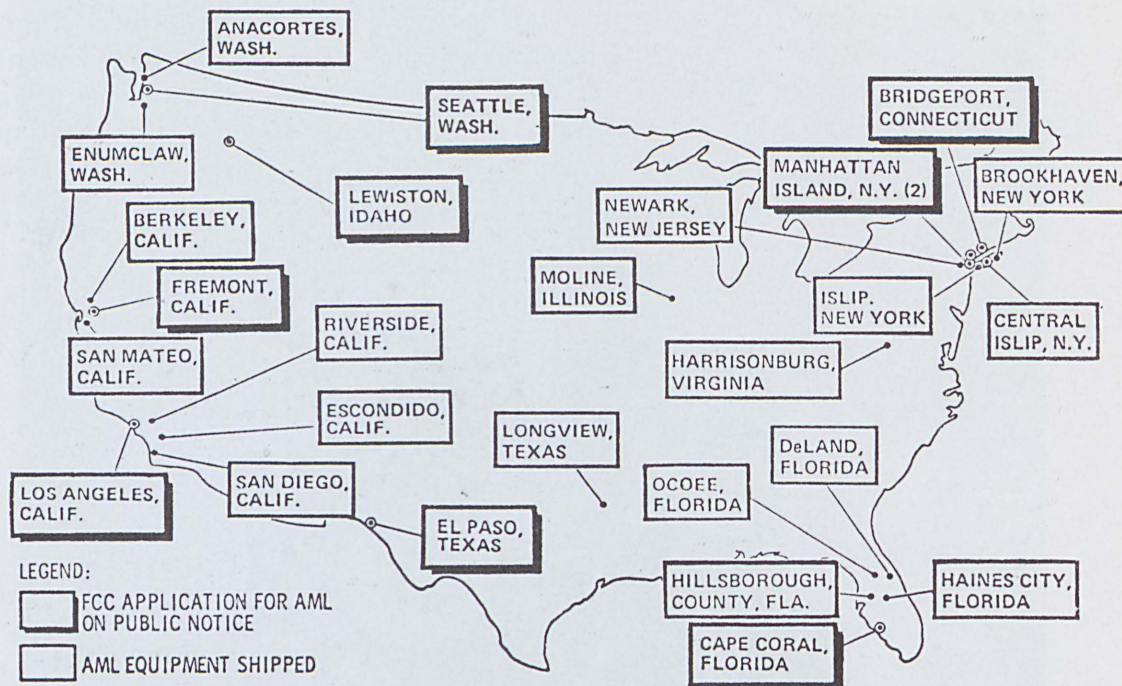 ANACORTES,
WASH.
SEATTLE,
WASH.
BRIDGEPORT,
CONNECTICUT
ENUMCLAW,
WASH.
MANHATTAN
ISLAND, N.Y. (2)
BROOKHAVEN,
NEW YORK
LEWISTON,
IDAHO
NEWARK,
NEW JERSEY
BERKELEY,
CALIF.
FREMONT,
CALIF.
MOLINE,
ILLINOIS
ISLIP.
NEW YORK
CENTRAL
ISLIP, N.Y.
RIVERSIDE,
CALIF.
SAN MATEO,
CALIF.
HARRISONBURG,
VIRGINIA
ESCONDIDO,
CALIF.
LONGVIEW,
TEXAS
DeLAND,
FLORIDA
LOS ANGELES,
CALIF.
SAN DIEGO,
CALIF.
OCOEE,
FLORIDA
EL PASO,
TEXAS
HILLSBOROUGH,
COUNTY, FLA.
HAINES CITY,
FLORIDA
CAPE CORAL,
FLORIDA
LEGEND:
FCC APPLICATION FOR AML
ON PUBLIC NOTICE
AML EQUIPMENT SHIPPED